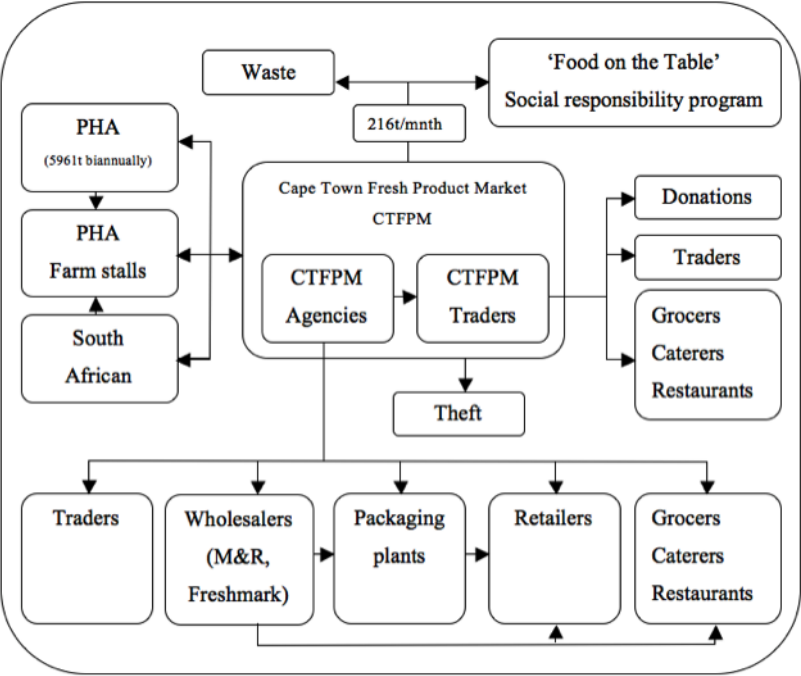 Waste
‘Food on the Table’
Social responsibility program
216t/mnth
PHA
(5961t biannually)
Cape Town Fresh Product Market
CTFPM
Donations
PHA
Farm stalls
CTFPM
Agencies
CTFPM
Traders
Traders
South
African
Grocers
Caterers
Restaurants
Theft
Traders
Wholesalers
(M&R,
Freshmark)
Packaging
plants
Retailers
Grocers
Caterers
Restaurants